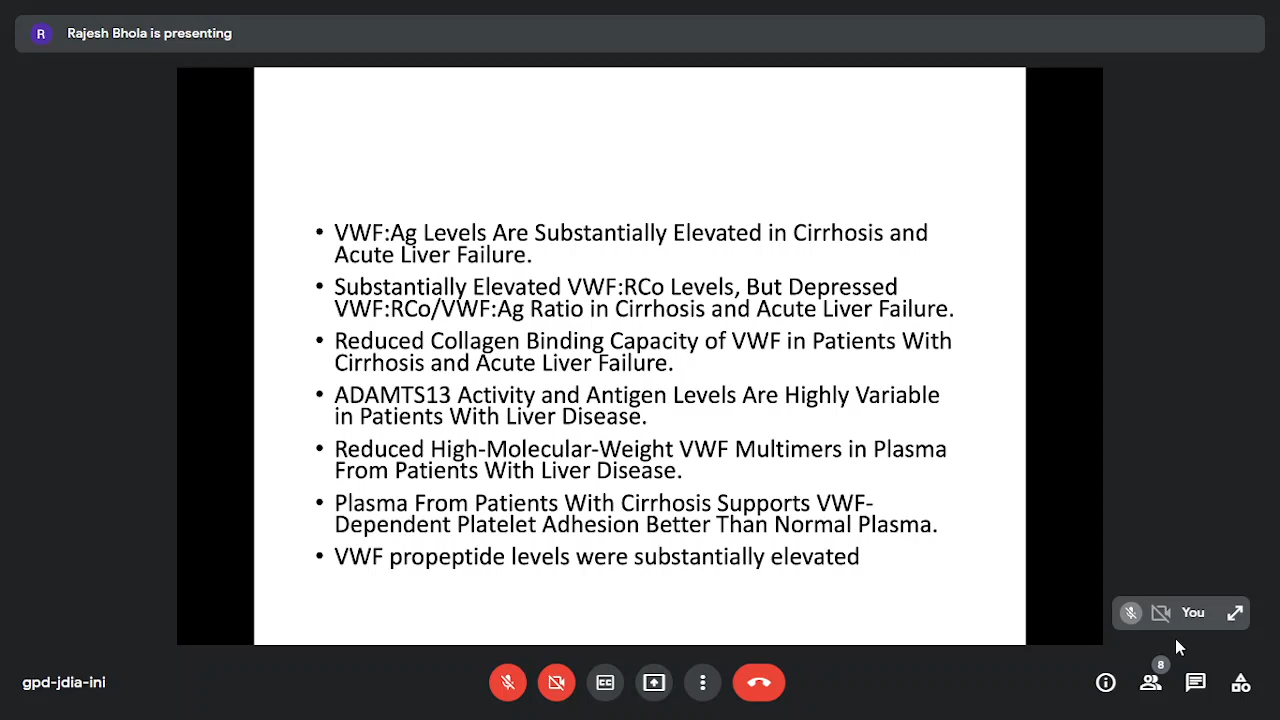 R
Rajesh Bhola is presenting
• VWF:Ag Levels Are Substantially Elevated in Cirrhosis and
Acute Liver Failure.
• Substantially Elevated VWF:RCo Levels, But Depressed
VWF:RCo/VWF:Ag Ratio in Cirrhosis and Acute Liver Failure.
• Reduced Collagen Binding Capacity of VWF in Patients With
Cirrhosis and Acute Liver Failure.
• ADAMTS13 Activity and Antigen Levels Are Highly Variable
in Patients With Liver Disease.
• Reduced High-Molecular-Weight VWF Multimers in Plasma
From Patients With Liver Disease.
• Plasma From Patients With Cirrhosis Supports VWF-
Dependent Platelet Adhesion Better Than Normal Plasma.
• VWF propeptide levels were substantially elevated
You
8
gpd-jdia-ini
CC